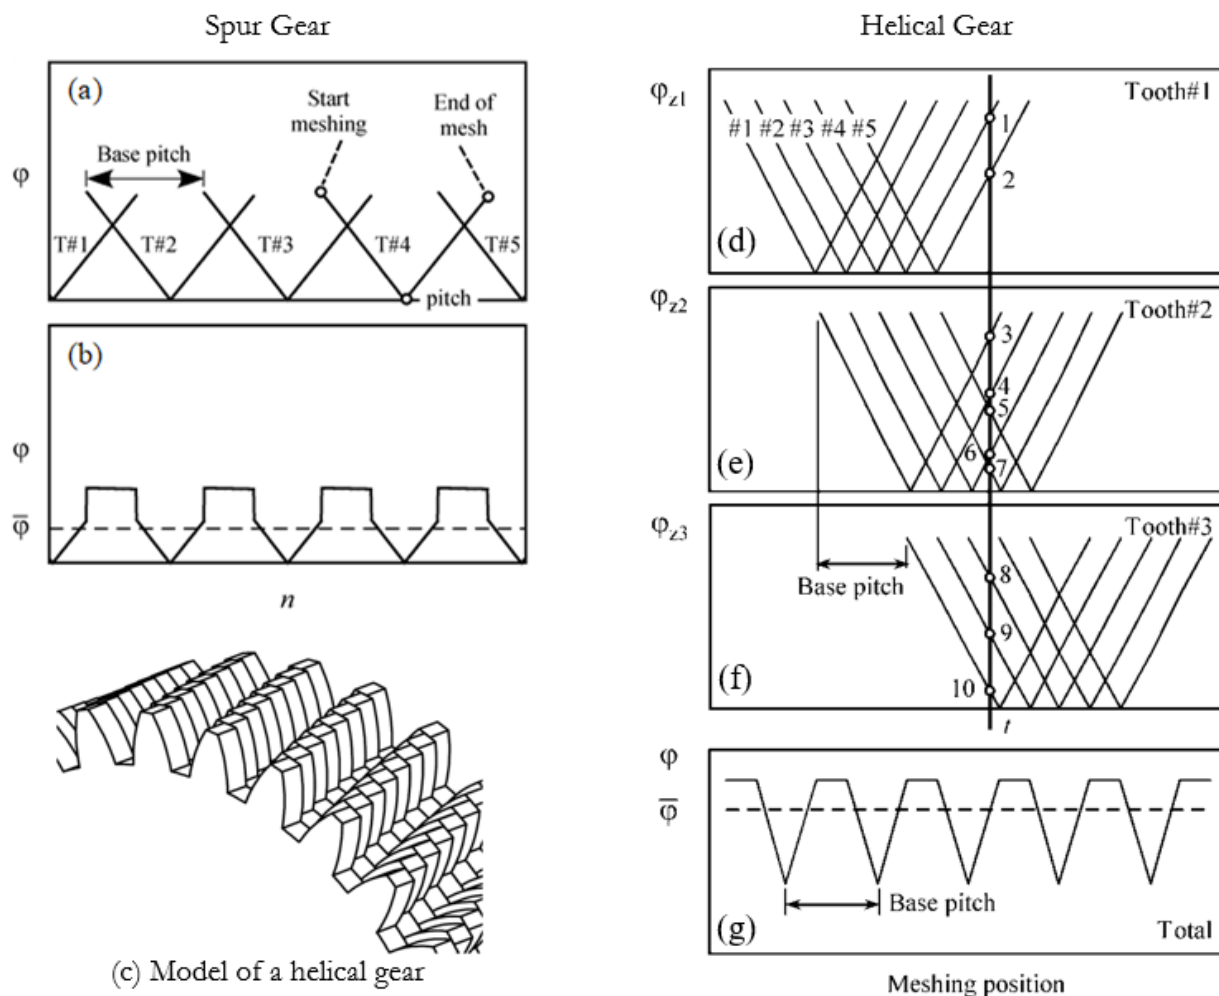 Spur Gear
(a)
Start
meshing
End of
mesh
Base pitch
φ
T#1
T#2
T#3
T#4
T#5
pitch
(b)
φ
φ̅
n
(c) Model of a helical gear
Helical Gear
φz1
Tooth#1
#1
#2
#3
#4
#5
1
2
(d)
φz2
Tooth#2
3
4
5
6
7
(e)
φz3
Tooth#3
Base pitch
8
9
10
(f)
t
φ
φ̅
Base pitch
(g)
Total
Meshing position